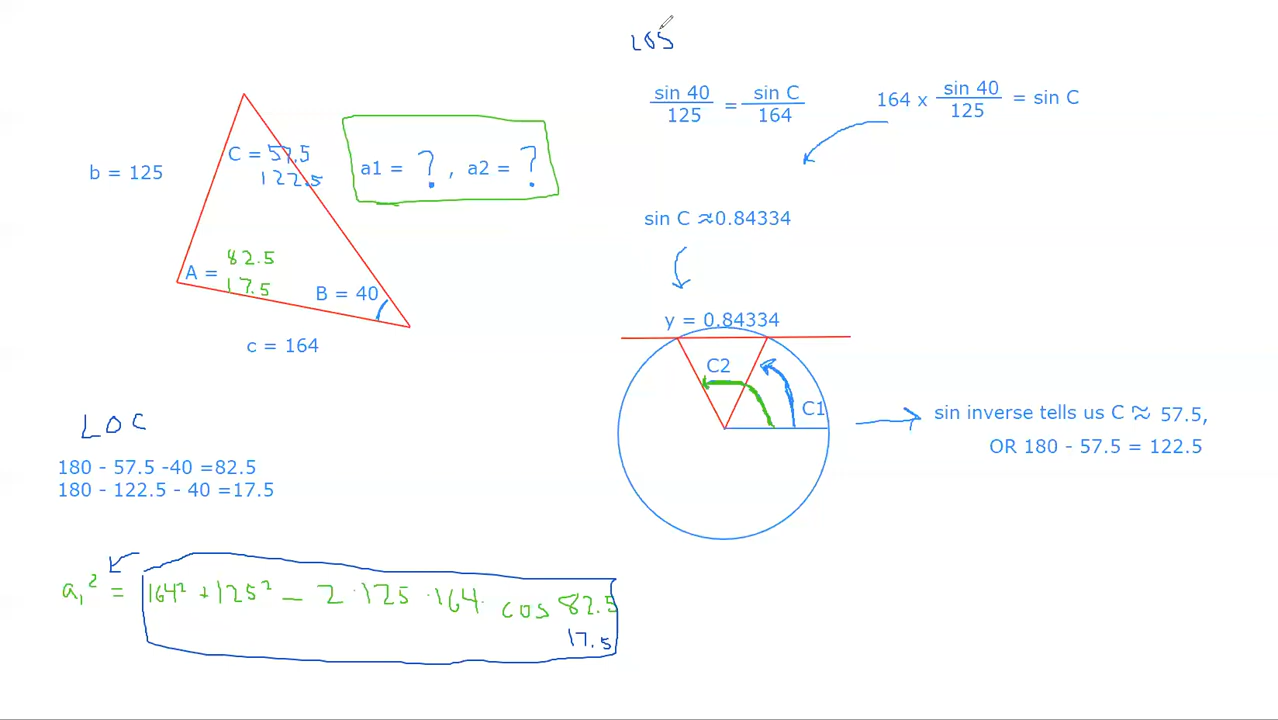 LOS
sin 40 / 125 = sin C / 164
164 x sin 40 / 125 = sin C
b = 125
C = 57.5
122.5
a1 = ? , a2 = ?
sin C ≈0.84334
82.5
A =
17.5
B = 40
c = 164
y = 0.84334
C2
C1
sin inverse tells us C ≈ 57.5,
OR 180 - 57.5 = 122.5
LOC
180 - 57.5 -40 =82.5
180 - 122.5 - 40 =17.5
a₁² = 164² + 125² - 2 · 125 · 164 · cos 82.5
17.5